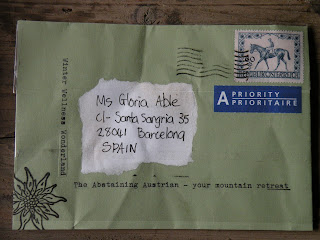 Winter Wellness Wonderland
A PRIORITY
PRIORITAIRE
Ms Gloria Able
Cl- Santa Sangria 35
28041 Barcelona
SPAIN
The Abstaining Austrian - your mountain retreat